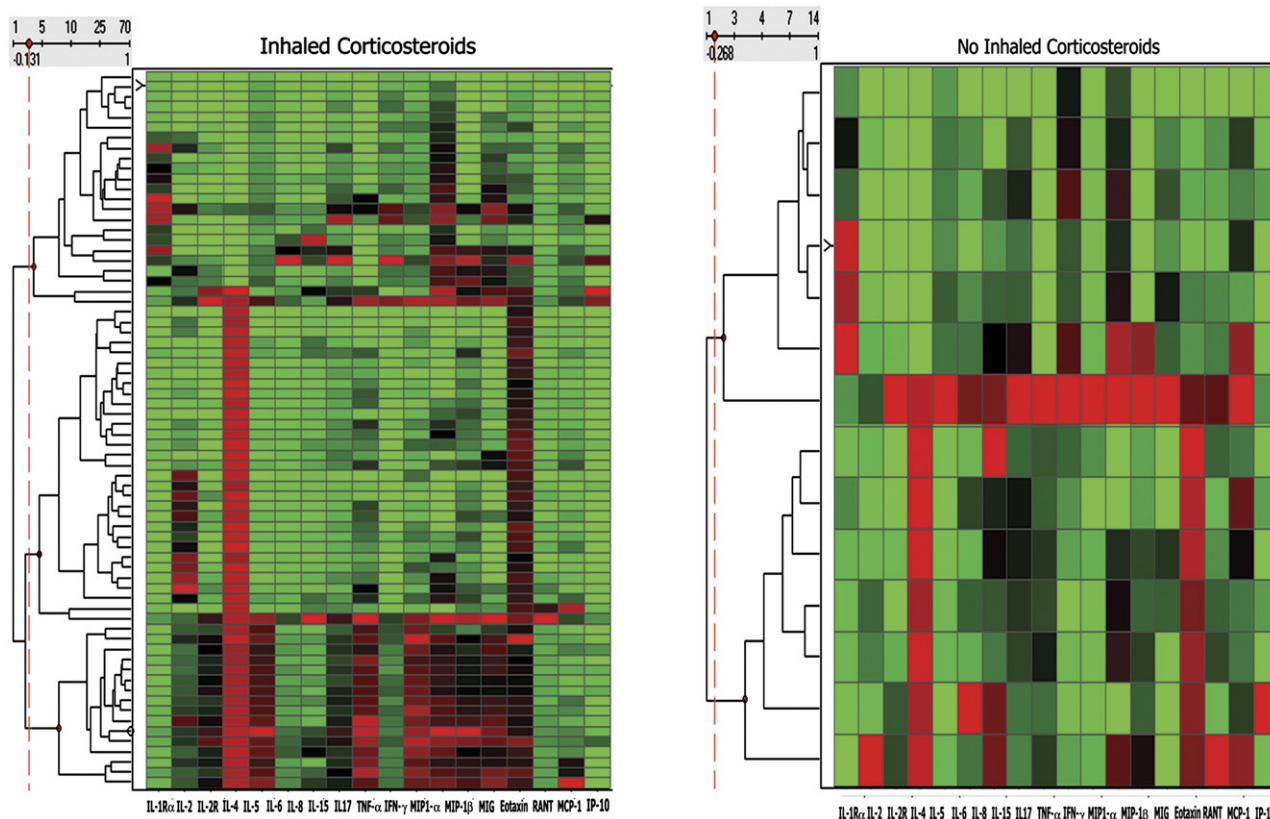 1 5 10 25 70
-0.131 1
Inhaled Corticosteroids
IL-1Rα IL-2 IL-2R İL-4 IL-5 IL-6 IL-8 IL-15 IL17 TNF-α IFN-γ MIP1-α MIP-1β MIG Eotaxin RANT MCP-1 IP-10
1 3 4 7 14
-0.268 1
No Inhaled Corticosteroids
IL-1Rα IL-2 IL-2R IL-4 IL-5 IL-6 IL-8 IL-15 IL17 TNF-α IFN-γ MIP1-α MIP-1β MIG Eotaxin RANT MCP-1 IP-1